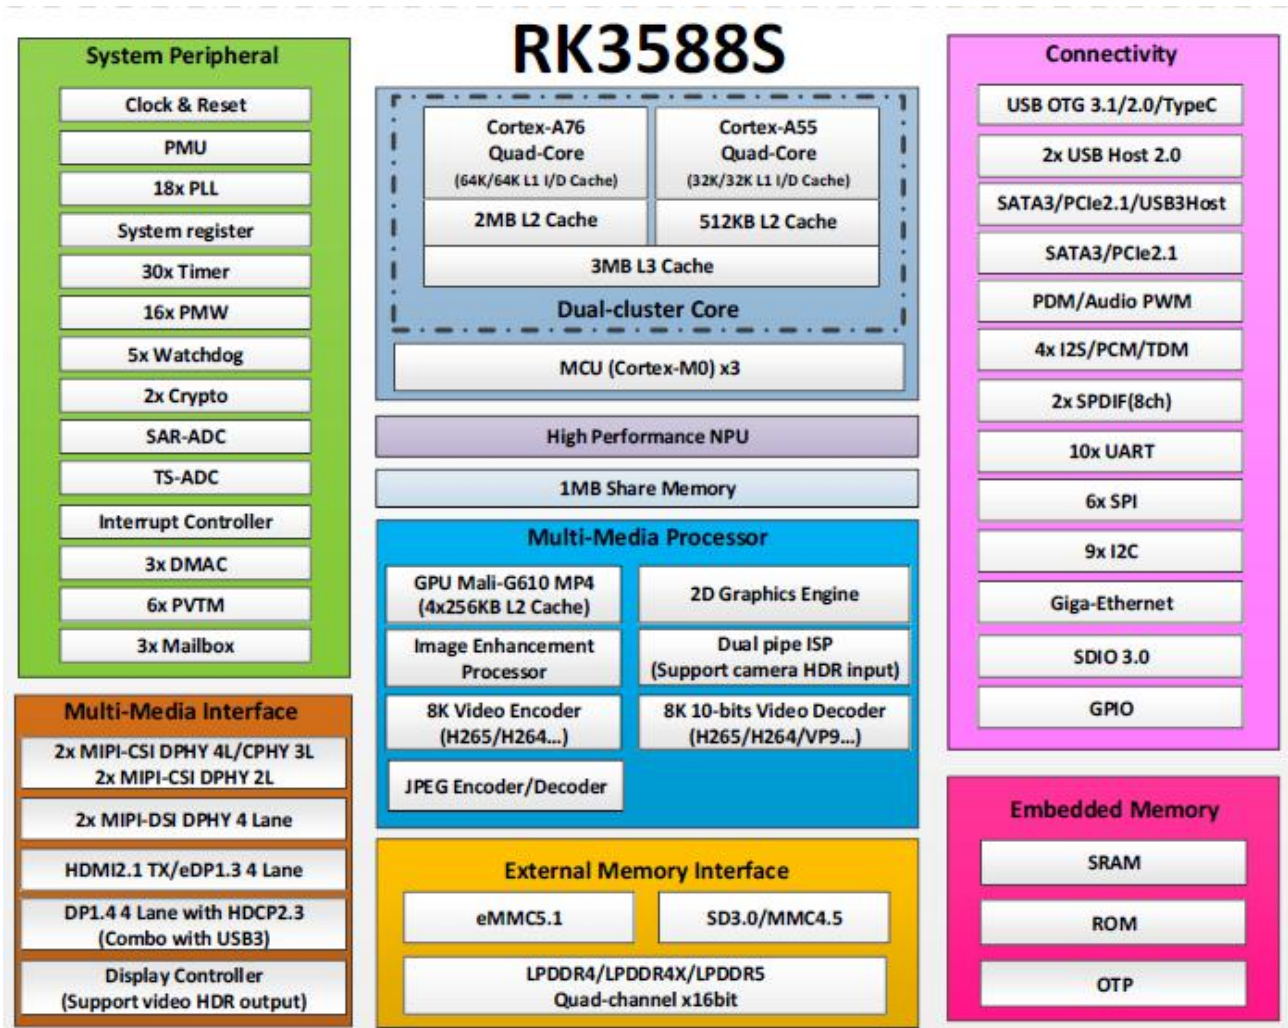 RK3588S
System Peripheral
Clock & Reset
PMU
18x PLL
System register
30x Timer
16x PMW
5x Watchdog
2x Crypto
SAR-ADC
TS-ADC
Interrupt Controller
3x DMAC
6x PVTM
3x Mailbox
Multi-Media Interface
2x MIPI-CSI DPHY 4L/CPHY 3L
2x MIPI-CSI DPHY 2L
2x MIPI-DSI DPHY 4 Lane
HDMI2.1 TX/eDP1.3 4 Lane
DP1.4 4 Lane with HDCP2.3
(Combo with USB3)
Display Controller
(Support video HDR output)
Cortex-A76
Quad-Core
(64K/64K L1 I/D Cache)
2MB L2 Cache
Cortex-A55
Quad-Core
(32K/32K L1 I/D Cache)
512KB L2 Cache
3MB L3 Cache
Dual-cluster Core
MCU (Cortex-M0) x3
High Performance NPU
1MB Share Memory
Multi-Media Processor
GPU Mali-G610 MP4
(4x256KB L2 Cache)
2D Graphics Engine
Image Enhancement
Processor
Dual pipe ISP
(Support camera HDR input)
8K Video Encoder
(H265/H264...)
8K 10-bits Video Decoder
(H265/H264/VP9...)
JPEG Encoder/Decoder
External Memory Interface
eMMC5.1
SD3.0/MMC4.5
LPDDR4/LPDDR4X/LPDDR5
Quad-channel x16bit
Connectivity
USB OTG 3.1/2.0/TypeC
2x USB Host 2.0
SATA3/PCIe2.1/USB3Host
SATA3/PCIe2.1
PDM/Audio PWM
4x I2S/PCM/TDM
2x SPDIF(8ch)
10x UART
6x SPI
9x I2C
Giga-Ethernet
SDIO 3.0
GPIO
Embedded Memory
SRAM
ROM
OTP